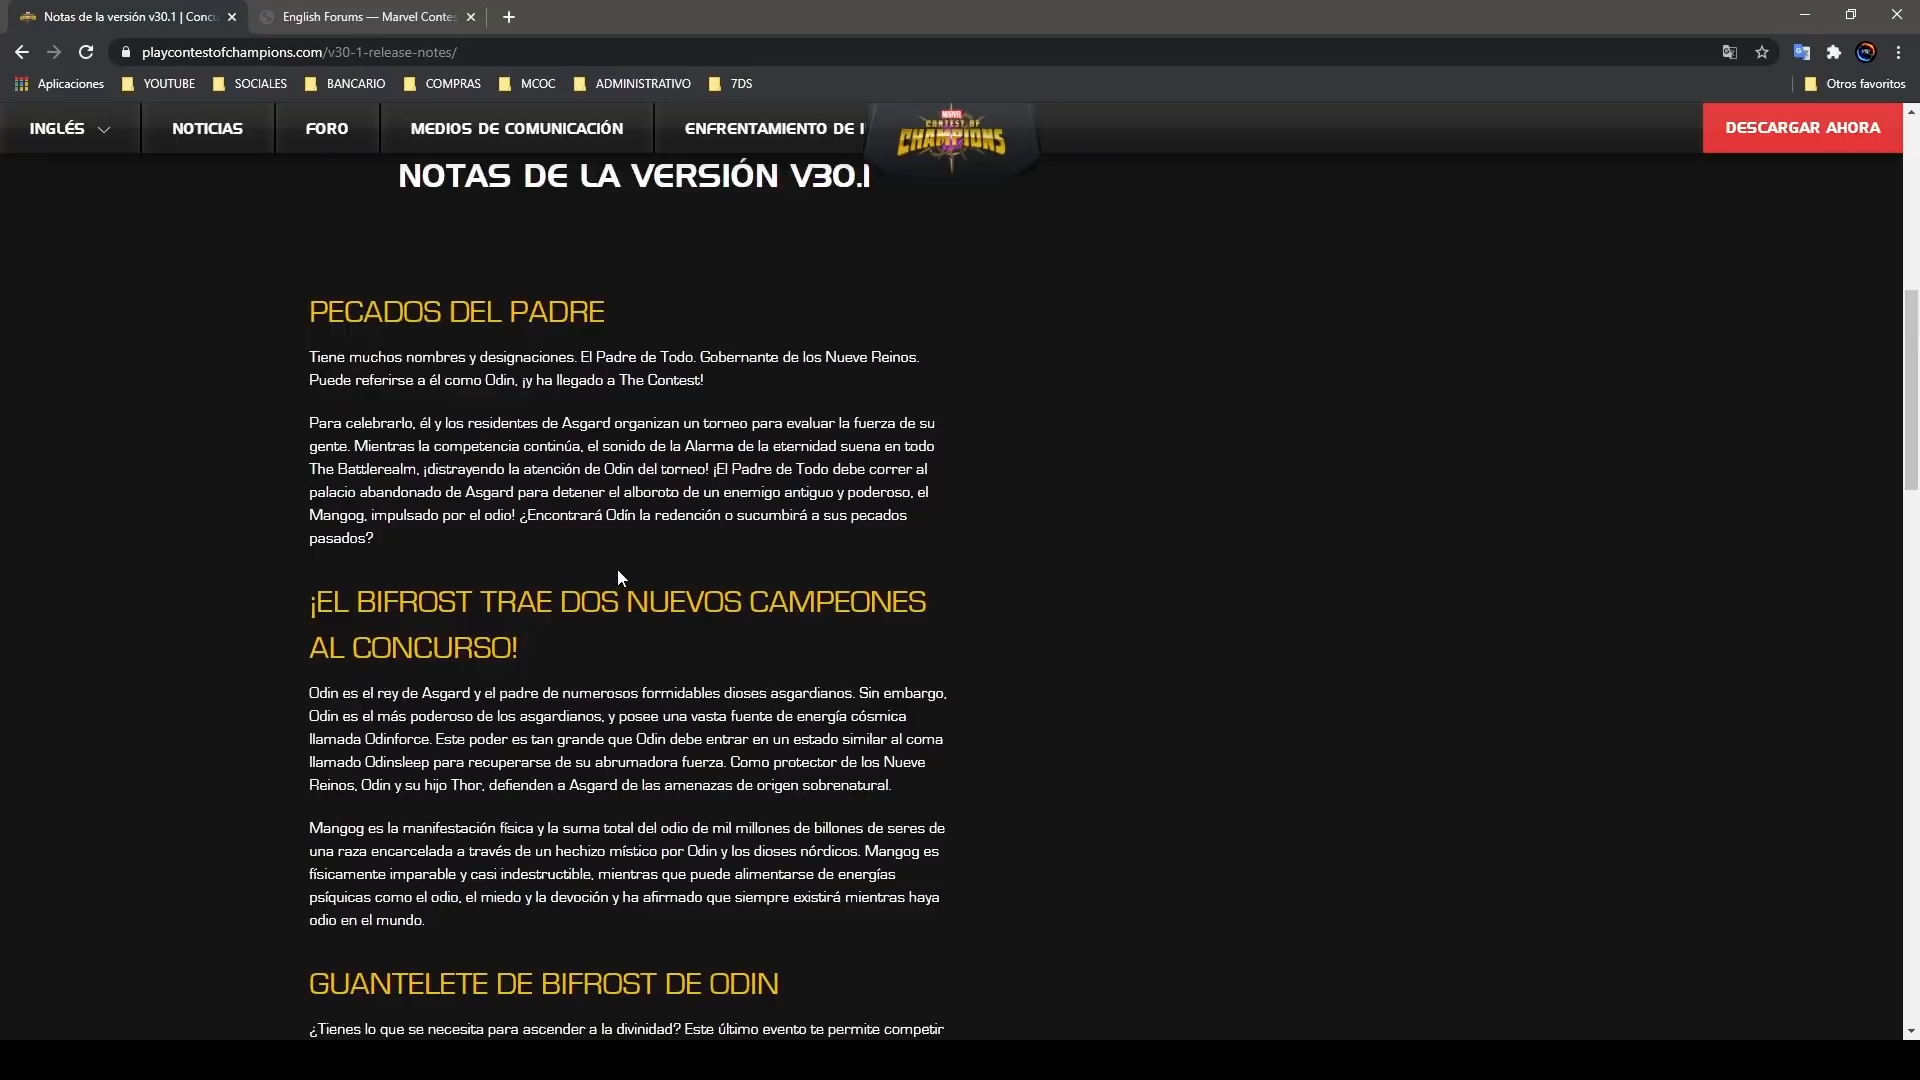 Notas de la versión v30.1 | Concu
English Forums — Marvel Contes
playcontestofchampions.com/v30-1-release-notes/
Aplicaciones
YOUTUBE
SOCIALES
BANCARIO
COMPRAS
MCOC
ADMINISTRATIVO
7DS
Otros favoritos
INGLÉS
NOTICIAS
FORO
MEDIOS DE COMUNICACIÓN
ENFRENTAMIENTO DE I
MARVEL
CONTEST OF
CHAMPIONS
DESCARGAR AHORA
NOTAS DE LA VERSIÓN V30.1
PECADOS DEL PADRE
Tiene muchos nombres y designaciones. El Padre de Todo. Gobernante de los Nueve Reinos.
Puede referirse a él como Odin, ¡y ha llegado a The Contest!
Para celebrarlo, él y los residentes de Asgard organizan un torneo para evaluar la fuerza de su
gente. Mientras la competencia continúa, el sonido de la Alarma de la eternidad suena en todo
The Battlerealm, ¡distrayendo la atención de Odin del torneo! ¡El Padre de Todo debe correr al
palacio abandonado de Asgard para detener el alboroto de un enemigo antiguo y poderoso, el
Mangog, impulsado por el odio! ¿Encontrará Odín la redención o sucumbirá a sus pecados
pasados?
¡EL BIFROST TRAE DOS NUEVOS CAMPEONES
AL CONCURSO!
Odin es el rey de Asgard y el padre de numerosos formidables dioses asgardianos. Sin embargo,
Odin es el más poderoso de los asgardianos, y posee una vasta fuente de energía cósmica
llamada Odinforce. Este poder es tan grande que Odin debe entrar en un estado similar al coma
llamado Odinsleep para recuperarse de su abrumadora fuerza. Como protector de los Nueve
Reinos, Odin y su hijo Thor, defienden a Asgard de las amenazas de origen sobrenatural.
Mangog es la manifestación física y la suma total del odio de mil millones de billones de seres de
una raza encarcelada a través de un hechizo místico por Odin y los dioses nórdicos. Mangog es
físicamente imparable y casi indestructible, mientras que puede alimentarse de energías
psíquicas como el odio, el miedo y la devoción y ha afirmado que siempre existirá mientras haya
odio en el mundo.
GUANTELETE DE BIFROST DE ODIN
¿Tienes lo que se necesita para ascender a la divinidad? Este último evento te permite competir